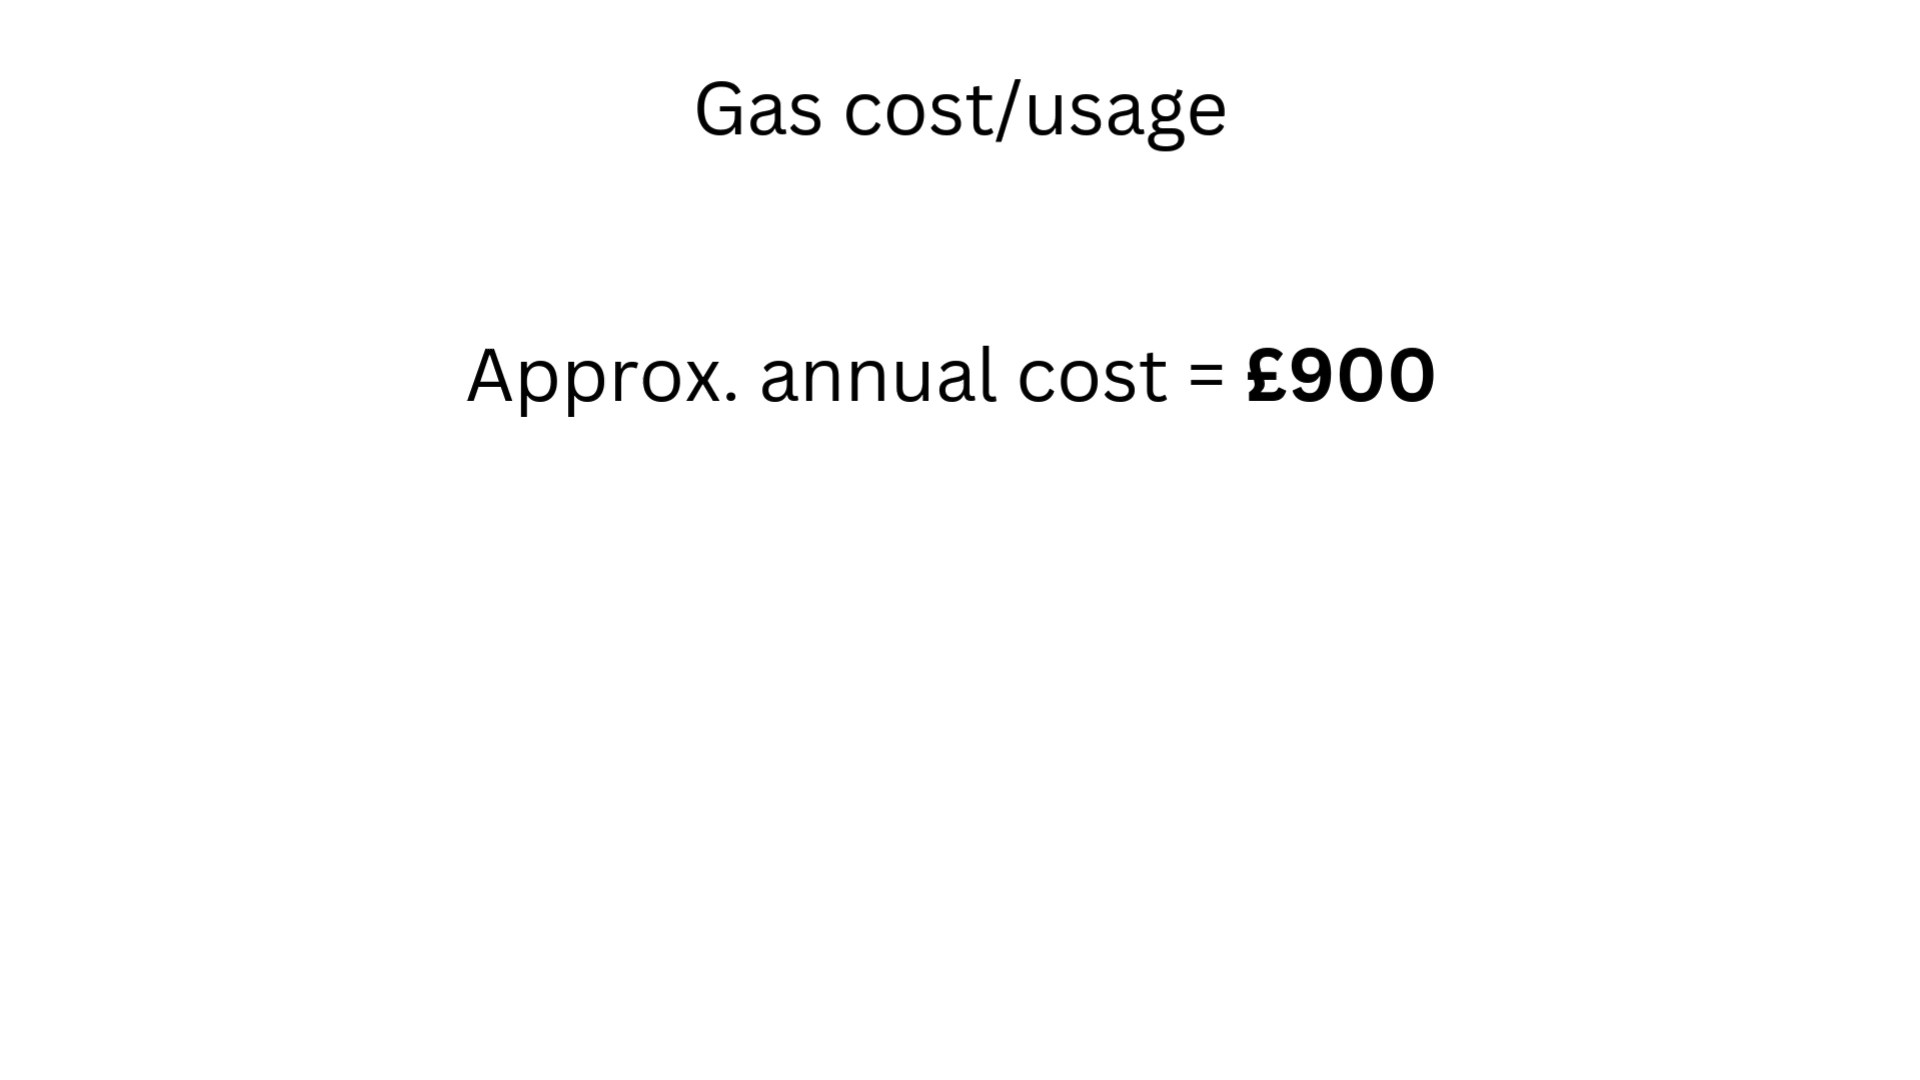 Gas cost/usage
Approx. annual cost = £900